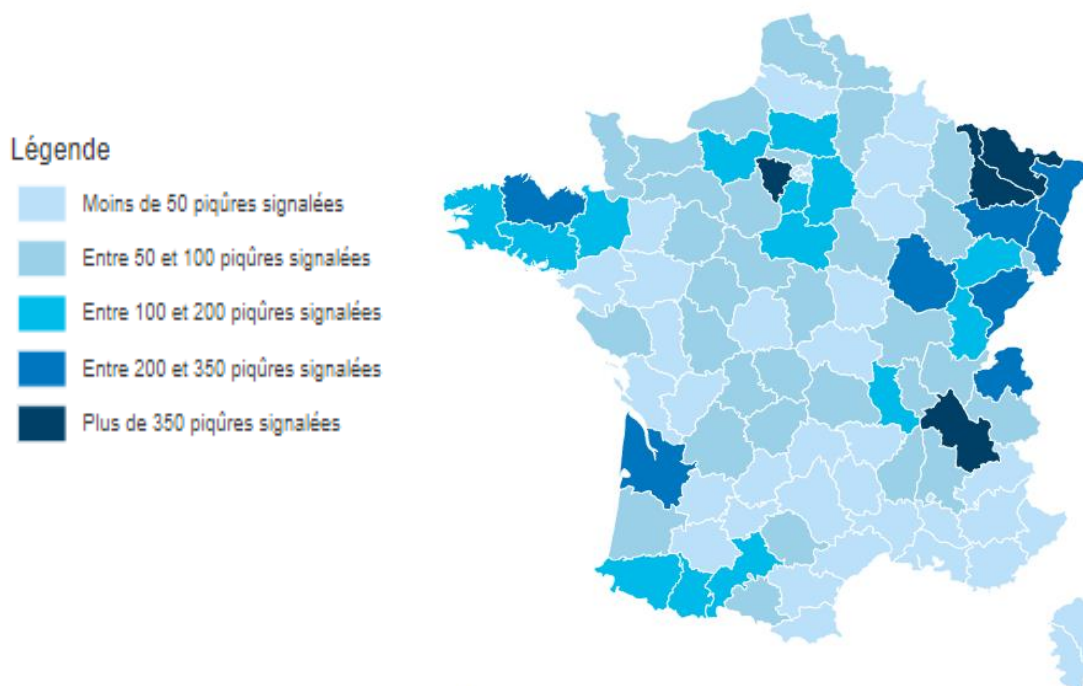 Légende
Moins de 50 piqûres signalées
Entre 50 et 100 piqûres signalées
Entre 100 et 200 piqûres signalées
Entre 200 et 350 piqûres signalées
Plus de 350 piqûres signalées